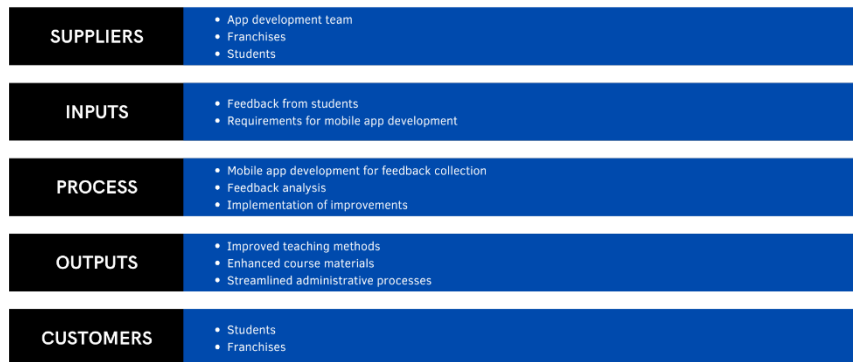 SUPPLIERS
• App development team
• Franchises
• Students
INPUTS
• Feedback from students
• Requirements for mobile app development
PROCESS
• Mobile app development for feedback collection
• Feedback analysis
• Implementation of improvements
OUTPUTS
• Improved teaching methods
• Enhanced course materials
• Streamlined administrative processes
CUSTOMERS
• Students
• Franchises